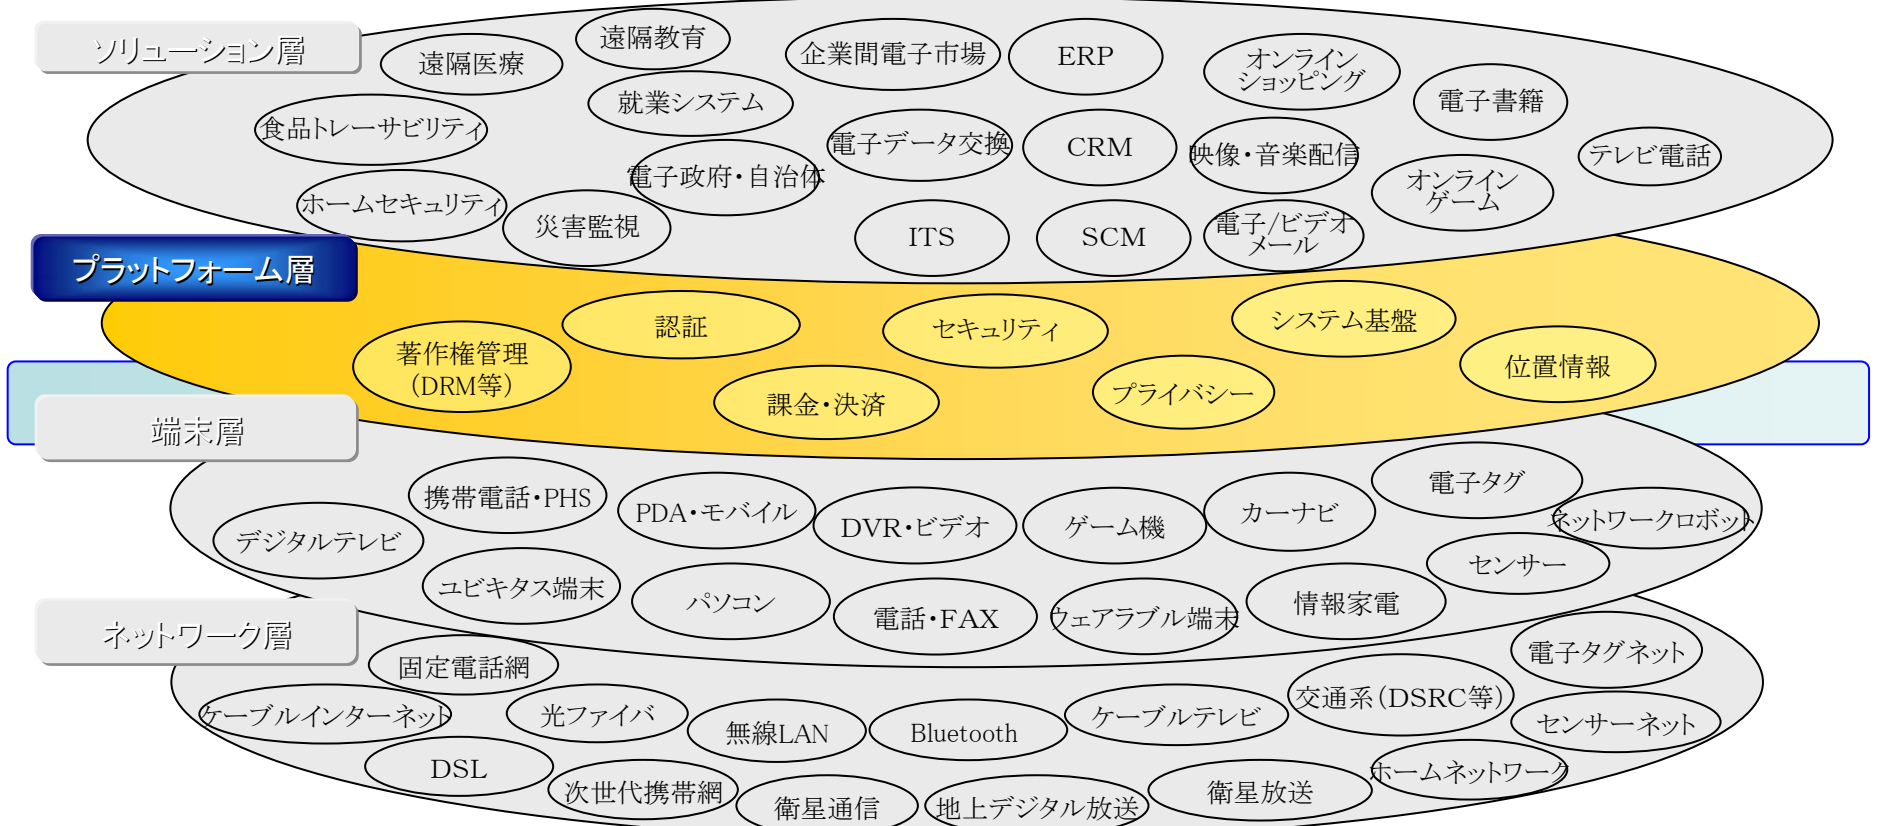 ソリューション層
遠隔医療
遠隔教育
企業間電子市場
ERP
オンライン
ショッピング
電子書籍
食品トレーサビリティ
就業システム
電子データ交換
CRM
映像・音楽配信
テレビ電話
電子政府・自治体
オンライン
ゲーム
ホームセキュリティ
災害監視
ITS
SCM
電子/ビデオ
メール
プラットフォーム層
著作権管理
(DRM等)
認証
セキュリティ
システム基盤
位置情報
課金・決済
プライバシー
端末層
デジタルテレビ
携帯電話・PHS
PDA・モバイル
DVR・ビデオ
ゲーム機
カーナビ
電子タグ
ネットワークロボット
ユビキタス端末
パソコン
電話・FAX
ウェアラブル端末
情報家電
センサー
ネットワーク層
固定電話網
ケーブルインターネット
光ファイバ
無線LAN
Bluetooth
ケーブルテレビ
交通系(DSRC等)
電子タグネット
センサーネット
DSL
次世代携帯網
衛星通信
地上デジタル放送
衛星放送
ホームネットワーク